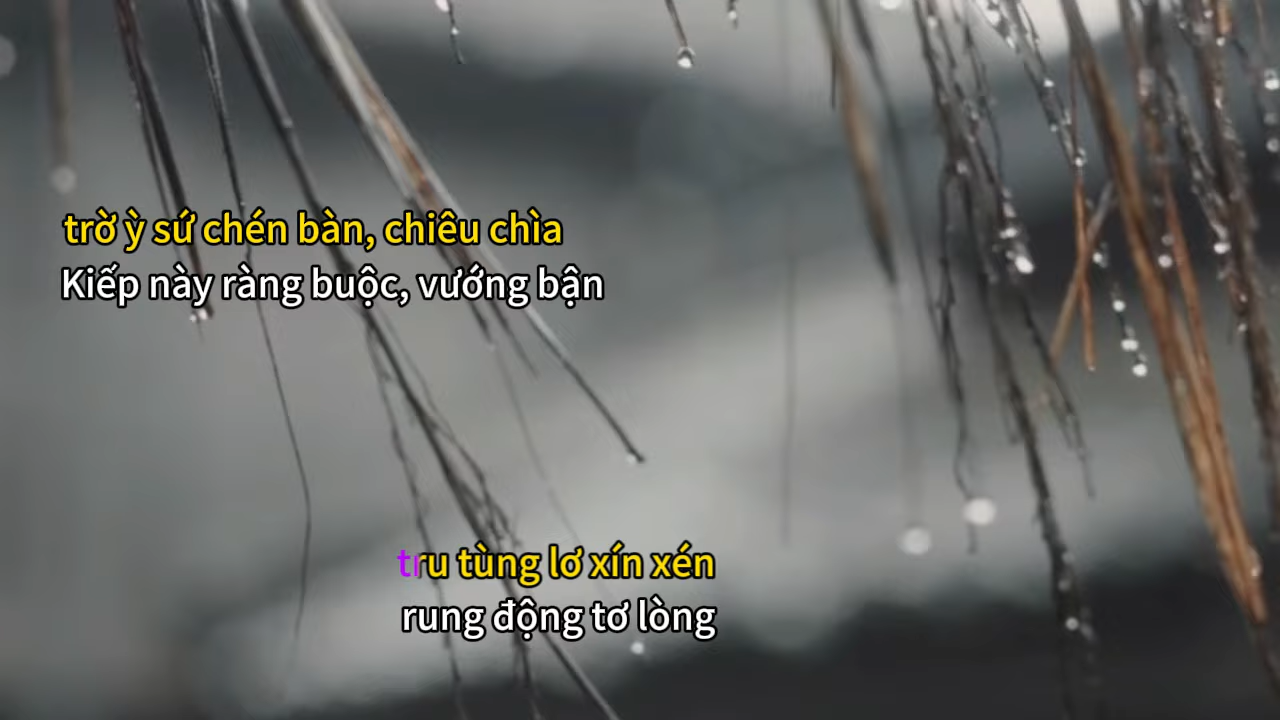 trờ ỳ sứ chén bàn, chiêu chìa
Kiếp này ràng buộc, vướng bận
tru tùng lơ xín xén
rung động tơ lòng